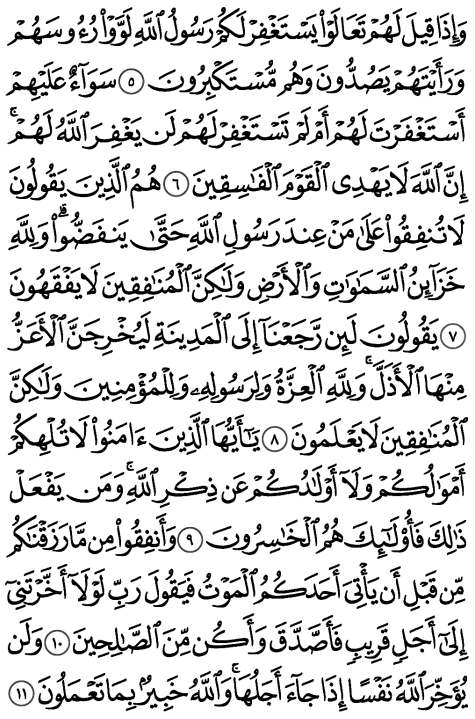 وَإِذَا قِيلَ لَهُمْ تَعَالَوْا۟ يَسْتَغْفِرْ لَكُمْ رَسُولُ ٱللَّهِ لَوَّوْا۟ رُءُوسَهُمْ
وَرَأَيْتَهُمْ يَصُدُّونَ وَهُم مُّسْتَكْبِرُونَ ٥ سَوَآءٌ عَلَيْهِمْ
أَسْتَغْفَرْتَ لَهُمْ أَمْ لَمْ تَسْتَغْفِرْ لَهُمْ لَن يَغْفِرَ ٱللَّهُ لَهُمْ ۚ
إِنَّ ٱللَّهَ لَا يَهْدِى ٱلْقَوْمَ ٱلْفَـٰسِقِينَ ٦ هُمُ ٱلَّذِينَ يَقُولُونَ
لَا تُنفِقُوا۟ عَلَىٰ مَنْ عِندَ رَسُولِ ٱللَّهِ حَتَّىٰ يَنفَضُّوا۟ ۗ وَلِلَّهِ
خَزَآئِنُ ٱلسَّمَـٰوَٰتِ وَٱلْأَرْضِ وَلَـٰكِنَّ ٱلْمُنَـٰفِقِينَ لَا يَفْقَهُونَ
٧ يَقُولُونَ لَئِن رَّجَعْنَآ إِلَى ٱلْمَدِينَةِ لَيُخْرِجَنَّ ٱلْأَعَزُّ
مِنْهَا ٱلْأَذَلَّ ۚ وَلِلَّهِ ٱلْعِزَّةُ وَلِرَسُولِهِۦ وَلِلْمُؤْمِنِينَ وَلَـٰكِنَّ
ٱلْمُنَـٰفِقِينَ لَا يَعْلَمُونَ ٨ يَـٰٓأَيُّهَا ٱلَّذِينَ ءَامَنُوا۟ لَا تُلْهِكُمْ
أَمْوَٰلُكُمْ وَلَآ أَوْلَـٰدُكُمْ عَن ذِكْرِ ٱللَّهِ ۚ وَمَن يَفْعَلْ
ذَٰلِكَ فَأُو۟لَـٰٓئِكَ هُمُ ٱلْخَـٰسِرُونَ ٩ وَأَنفِقُوا۟ مِن مَّا رَزَقْنَـٰكُم
مِّن قَبْلِ أَن يَأْتِىَ أَحَدَكُمُ ٱلْمَوْتُ فَيَقُولَ رَبِّ لَوْلَآ أَخَّرْتَنِىٓ
إِلَىٰٓ أَجَلٍ قَرِيبٍ فَأَصَّدَّقَ وَأَكُن مِّنَ ٱلصَّـٰلِحِينَ ١٠ وَلَن
يُؤَخِّرَ ٱللَّهُ نَفْسًا إِذَا جَآءَ أَجَلُهَا ۚ وَٱللَّهُ خَبِيرٌۢ بِمَا تَعْمَلُونَ ١١